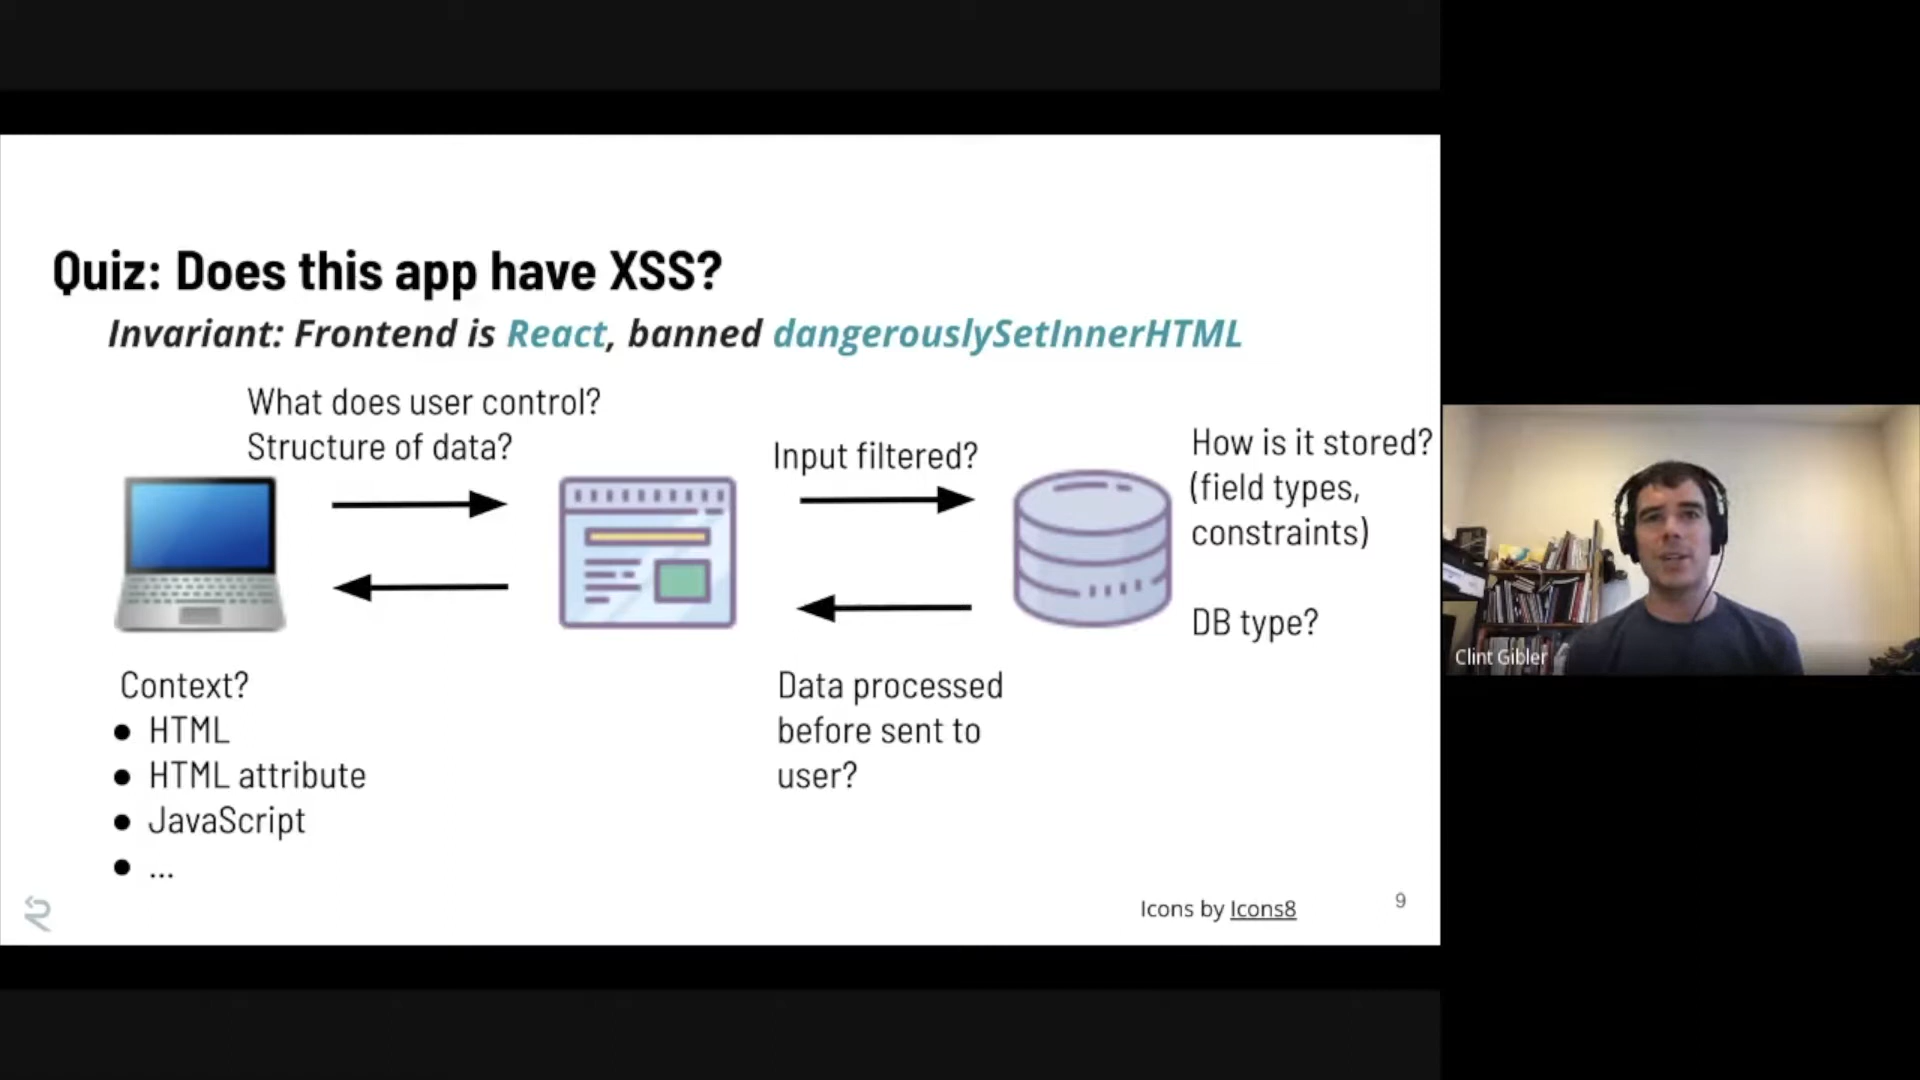 Quiz: Does this app have XSS?
Invariant: Frontend is React, banned dangerouslySetInnerHTML
What does user control?
Structure of data?
Input filtered?
How is it stored?
(field types,
constraints)
DB type?
Context?
● HTML
● HTML attribute
● JavaScript
● ...
Data processed
before sent to
user?
Icons by Icons8
9
Clint Gibler